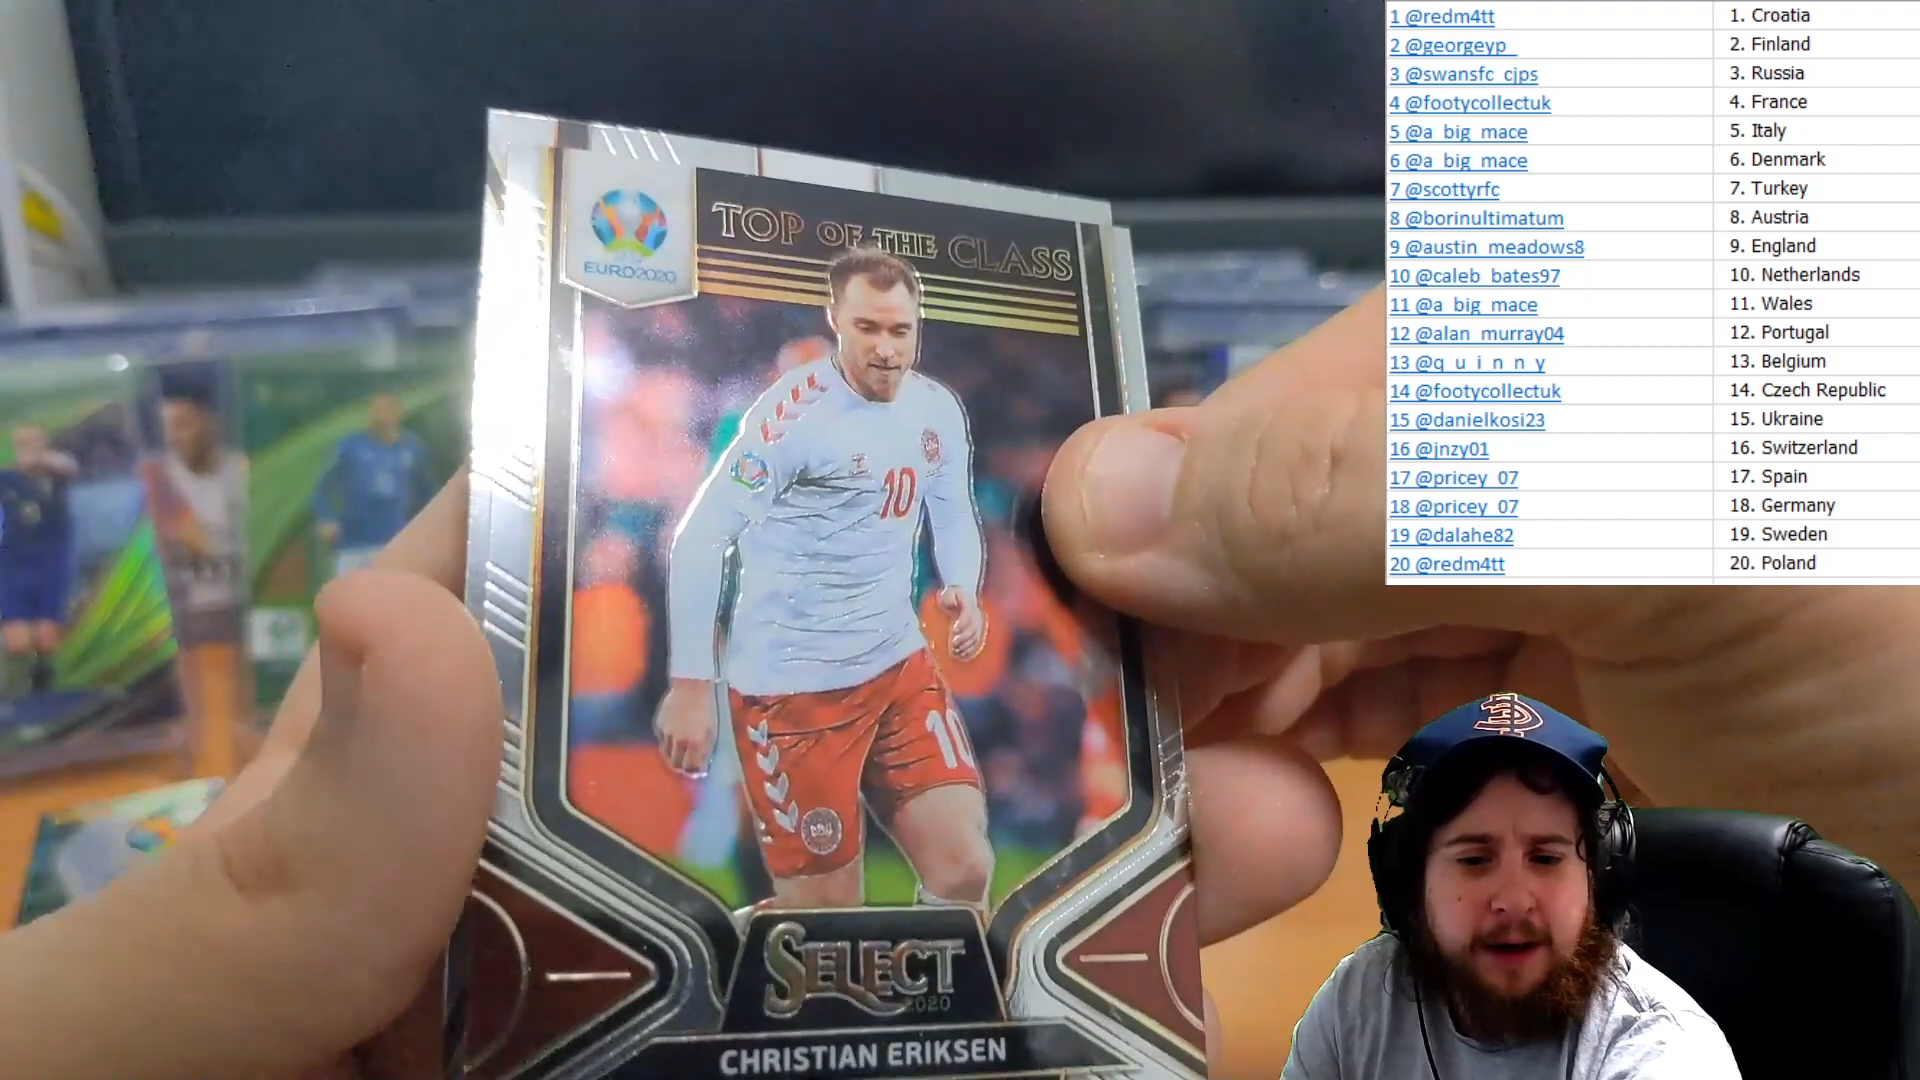 EURO2020
TOP OF THE CLASS
10
10
SELECT
2020
CHRISTIAN ERIKSEN
1 @redm4tt 1. Croatia
2 @georgeyp_ 2. Finland
3 @swansfc_cjps 3. Russia
4 @footycollectuk 4. France
5 @a_big_mace 5. Italy
6 @a_big_mace 6. Denmark
7 @scottyrfc 7. Turkey
8 @borinultimatum 8. Austria
9 @austin_meadows8 9. England
10 @caleb_bates97 10. Netherlands
11 @a_big_mace 11. Wales
12 @alan_murray04 12. Portugal
13 @q_u_i_n_n_y 13. Belgium
14 @footycollectuk 14. Czech Republic
15 @danielkosi23 15. Ukraine
16 @jnzy01 16. Switzerland
17 @pricey_07 17. Spain
18 @pricey_07 18. Germany
19 @dalahe82 19. Sweden
20 @redm4tt 20. Poland